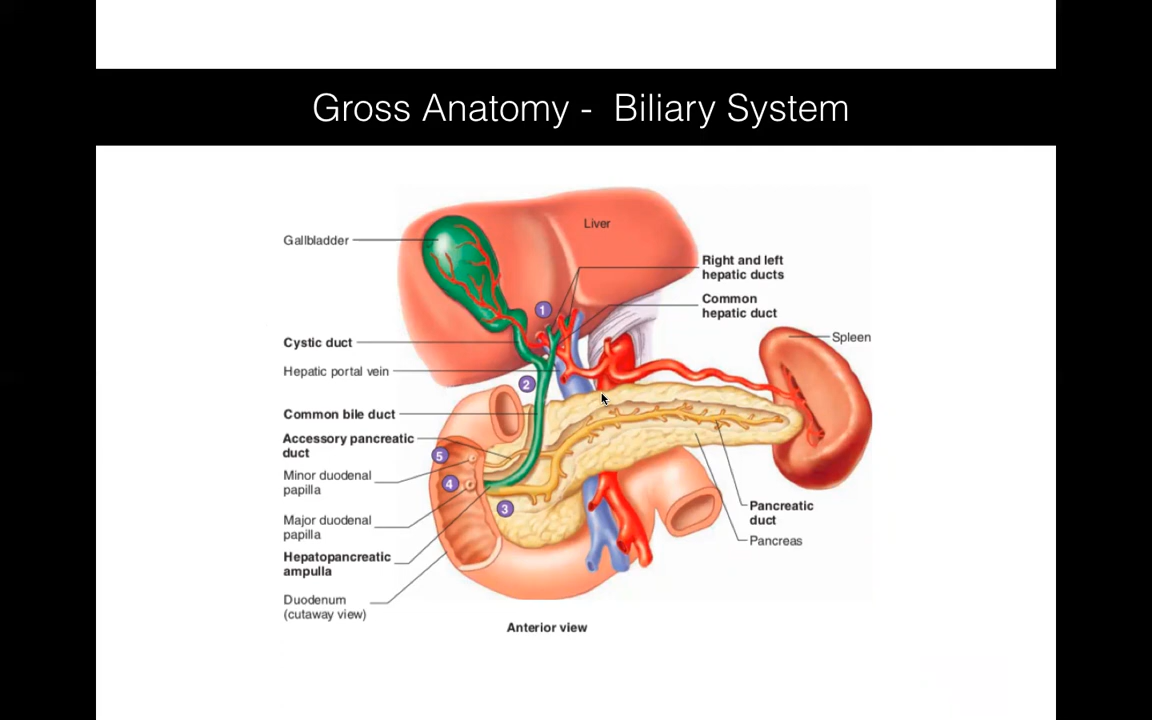 Gross Anatomy -  Biliary System
Liver
Gallbladder
Right and left
hepatic ducts
Common
hepatic duct
1
Spleen
Cystic duct
Hepatic portal vein
2
Common bile duct
Accessory pancreatic
duct
5
Minor duodenal
papilla
4
3
Pancreatic
duct
Major duodenal
papilla
Pancreas
Hepatopancreatic
ampulla
Duodenum
(cutaway view)
Anterior view